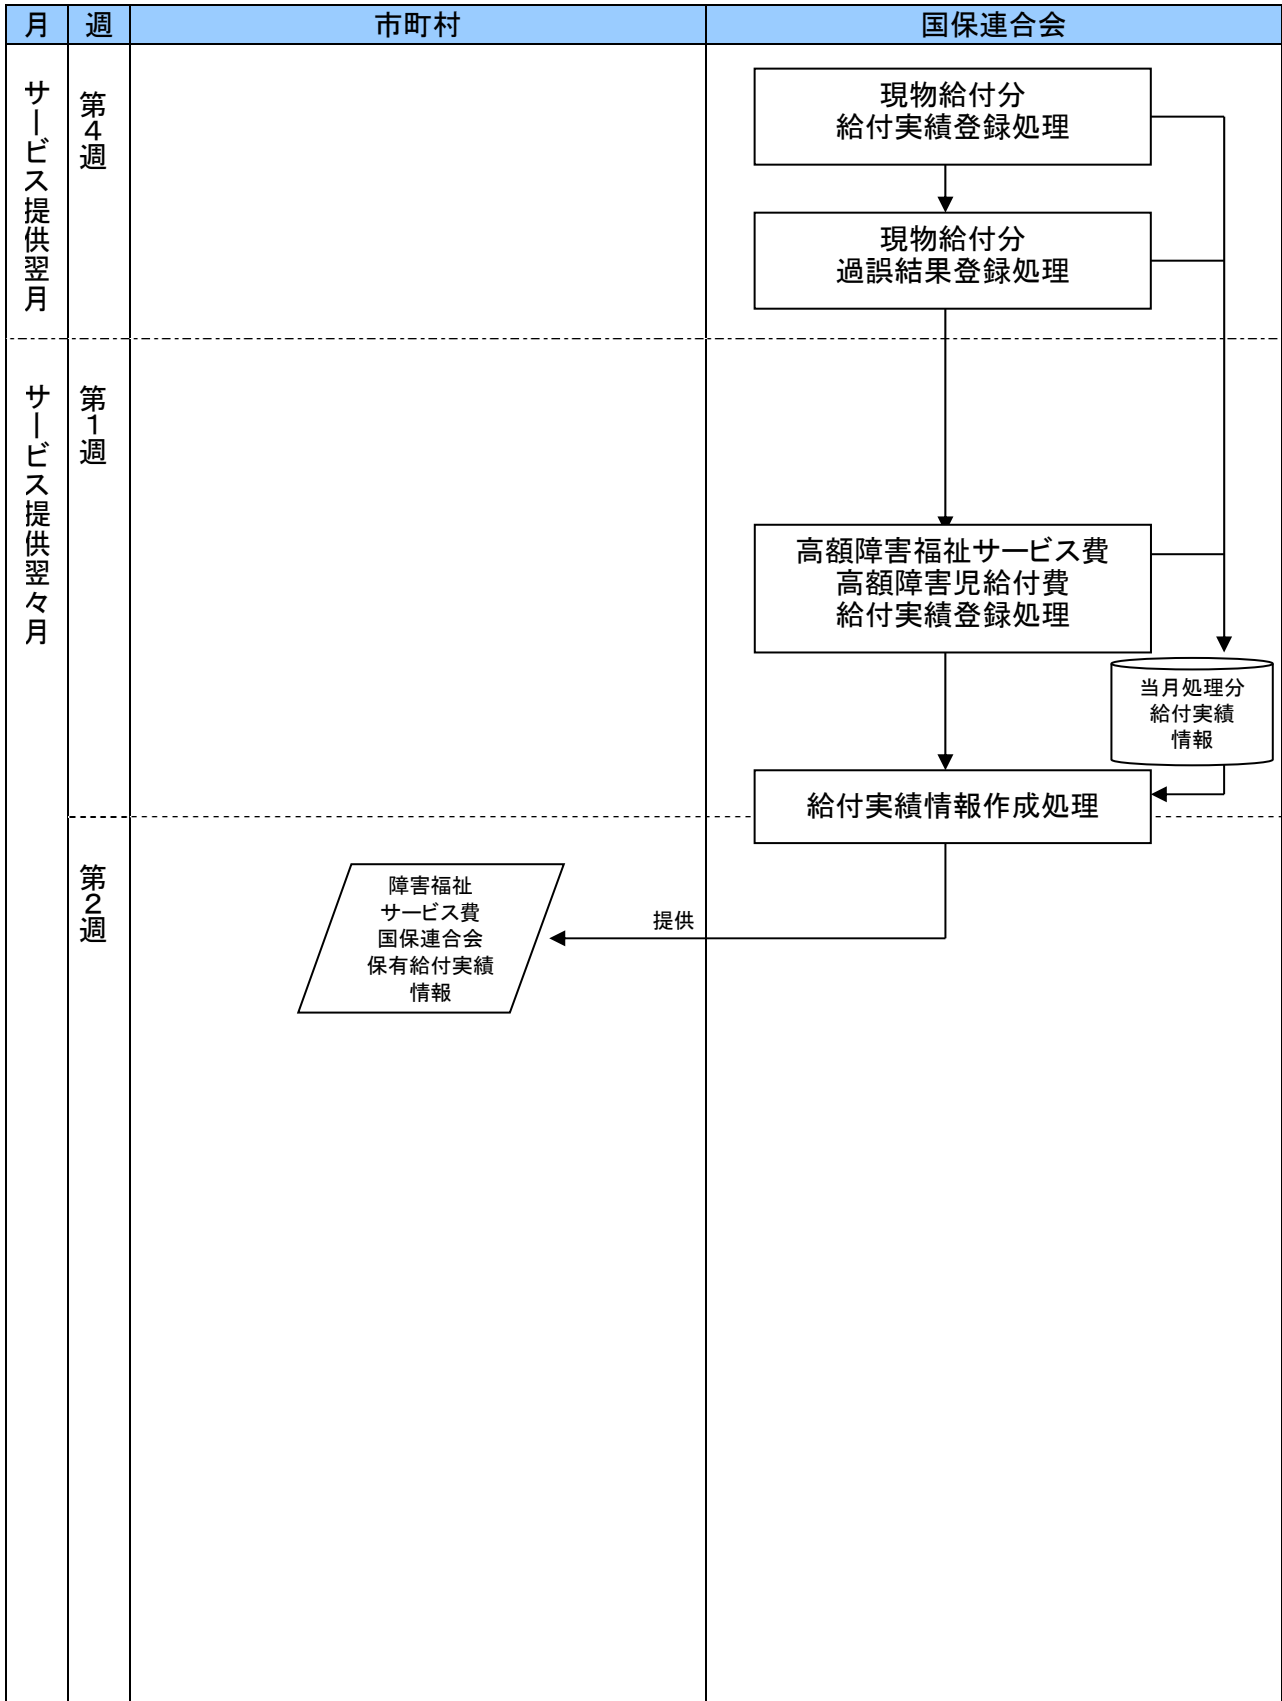 月 週 市町村 国保連合会
サービス提供翌月
第4週
現物給付分
給付実績登録処理
現物給付分
過誤結果登録処理
サービス提供翌々月
第1週
高額障害福祉サービス費
高額障害児給付費
給付実績登録処理
当月処理分
給付実績
情報
給付実績情報作成処理
第2週
障害福祉
サービス費
国保連合会
保有給付実績
情報
提供